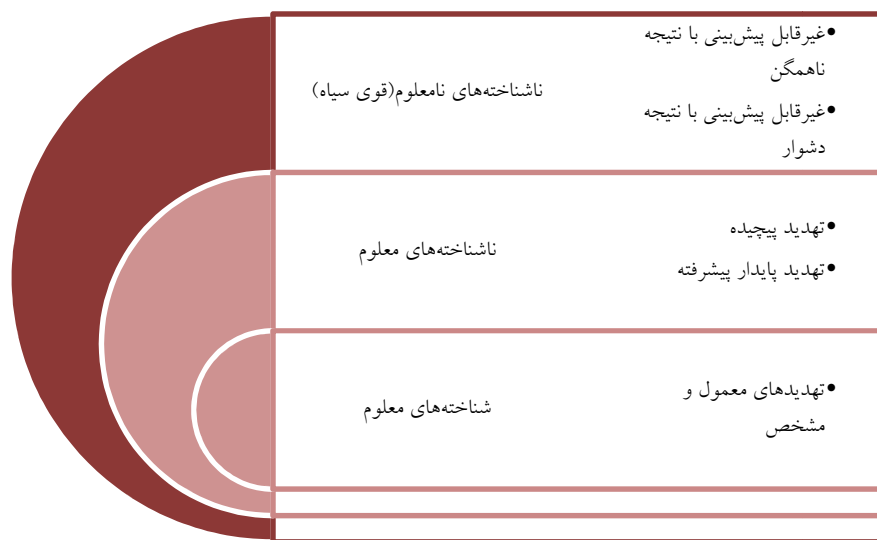 •غیرقابل پیش‌بینی با نتیجه
ناهمگن
•غیرقابل پیش‌بینی با نتیجه
دشوار
ناشناخته‌های نامعلوم(قوی سیاه)
•تهدید پیچیده
•تهدید پایدار پیشرفته
ناشناخته‌های معلوم
•تهدیدهای معمول و
مشخص
شناخته‌های معلوم